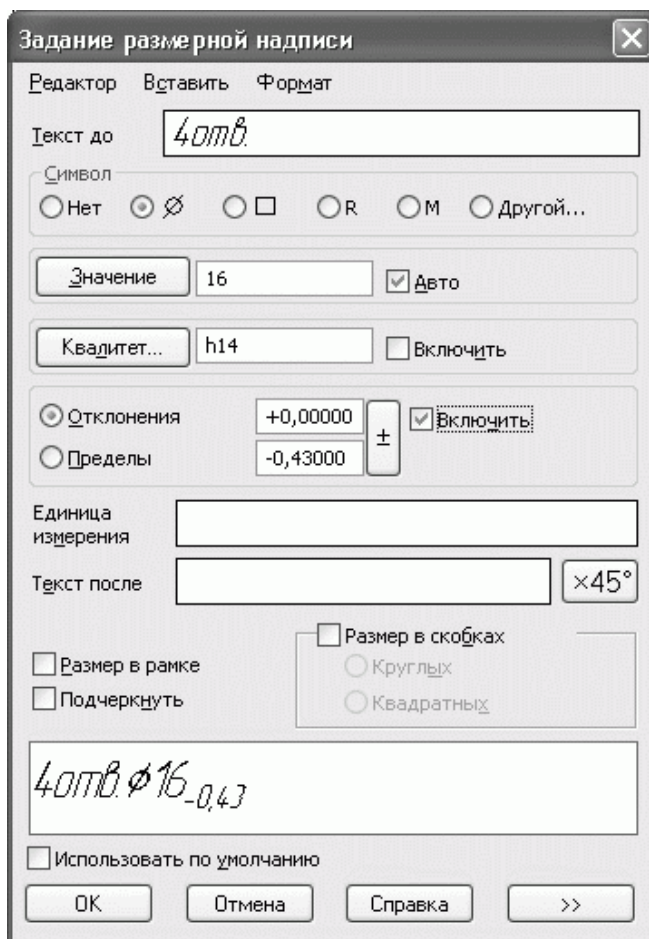 Задание размерной надписи
Редактор Вставить Формат
Текст до 4отв.
Символ
Нет ⌀ □ R М Другой...
Значение 16 Авто
Квалитет... h14 Включить
Отклонения +0,00000 ± Включить
Пределы -0,43000
Единица
измерения
Текст после ×45°
Размер в скобках
Размер в рамке Круглых
Подчеркнуть Квадратных
4отв. ⌀16-0,43
Использовать по умолчанию
OK Отмена Справка >>